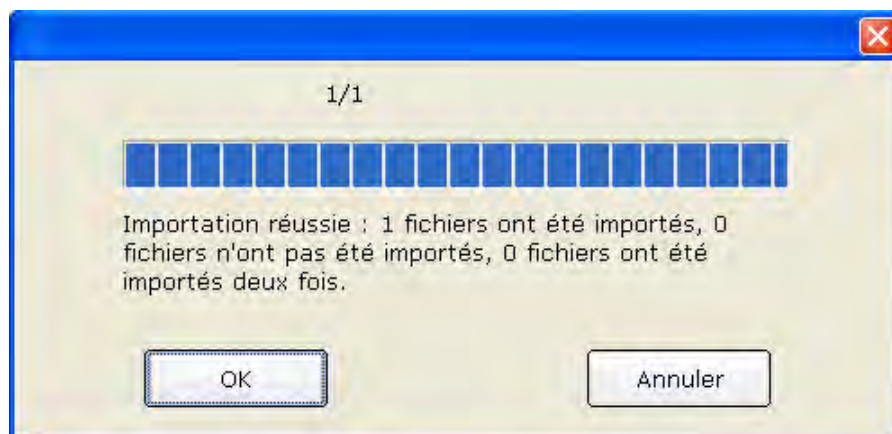 1/1
Importation réussie : 1 fichiers ont été importés, 0
fichiers n'ont pas été importés, 0 fichiers ont été
importés deux fois.
OK
Annuler